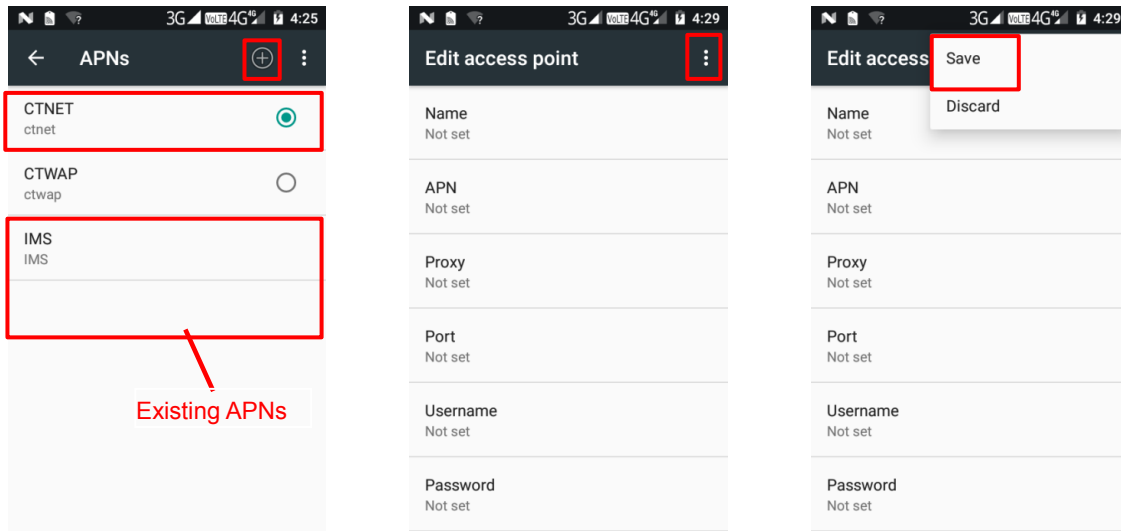 3G VoLTE 4G 4G 4:25
APNs
CTNET
ctnet
CTWAP
ctwap
IMS
IMS
Existing APNs
3G VoLTE 4G 4G 4:29
Edit access point
Name
Not set
APN
Not set
Proxy
Not set
Port
Not set
Username
Not set
Password
Not set
3G VoLTE 4G 4G 4:29
Edit access
Save
Discard
Name
Not set
APN
Not set
Proxy
Not set
Port
Not set
Username
Not set
Password
Not set